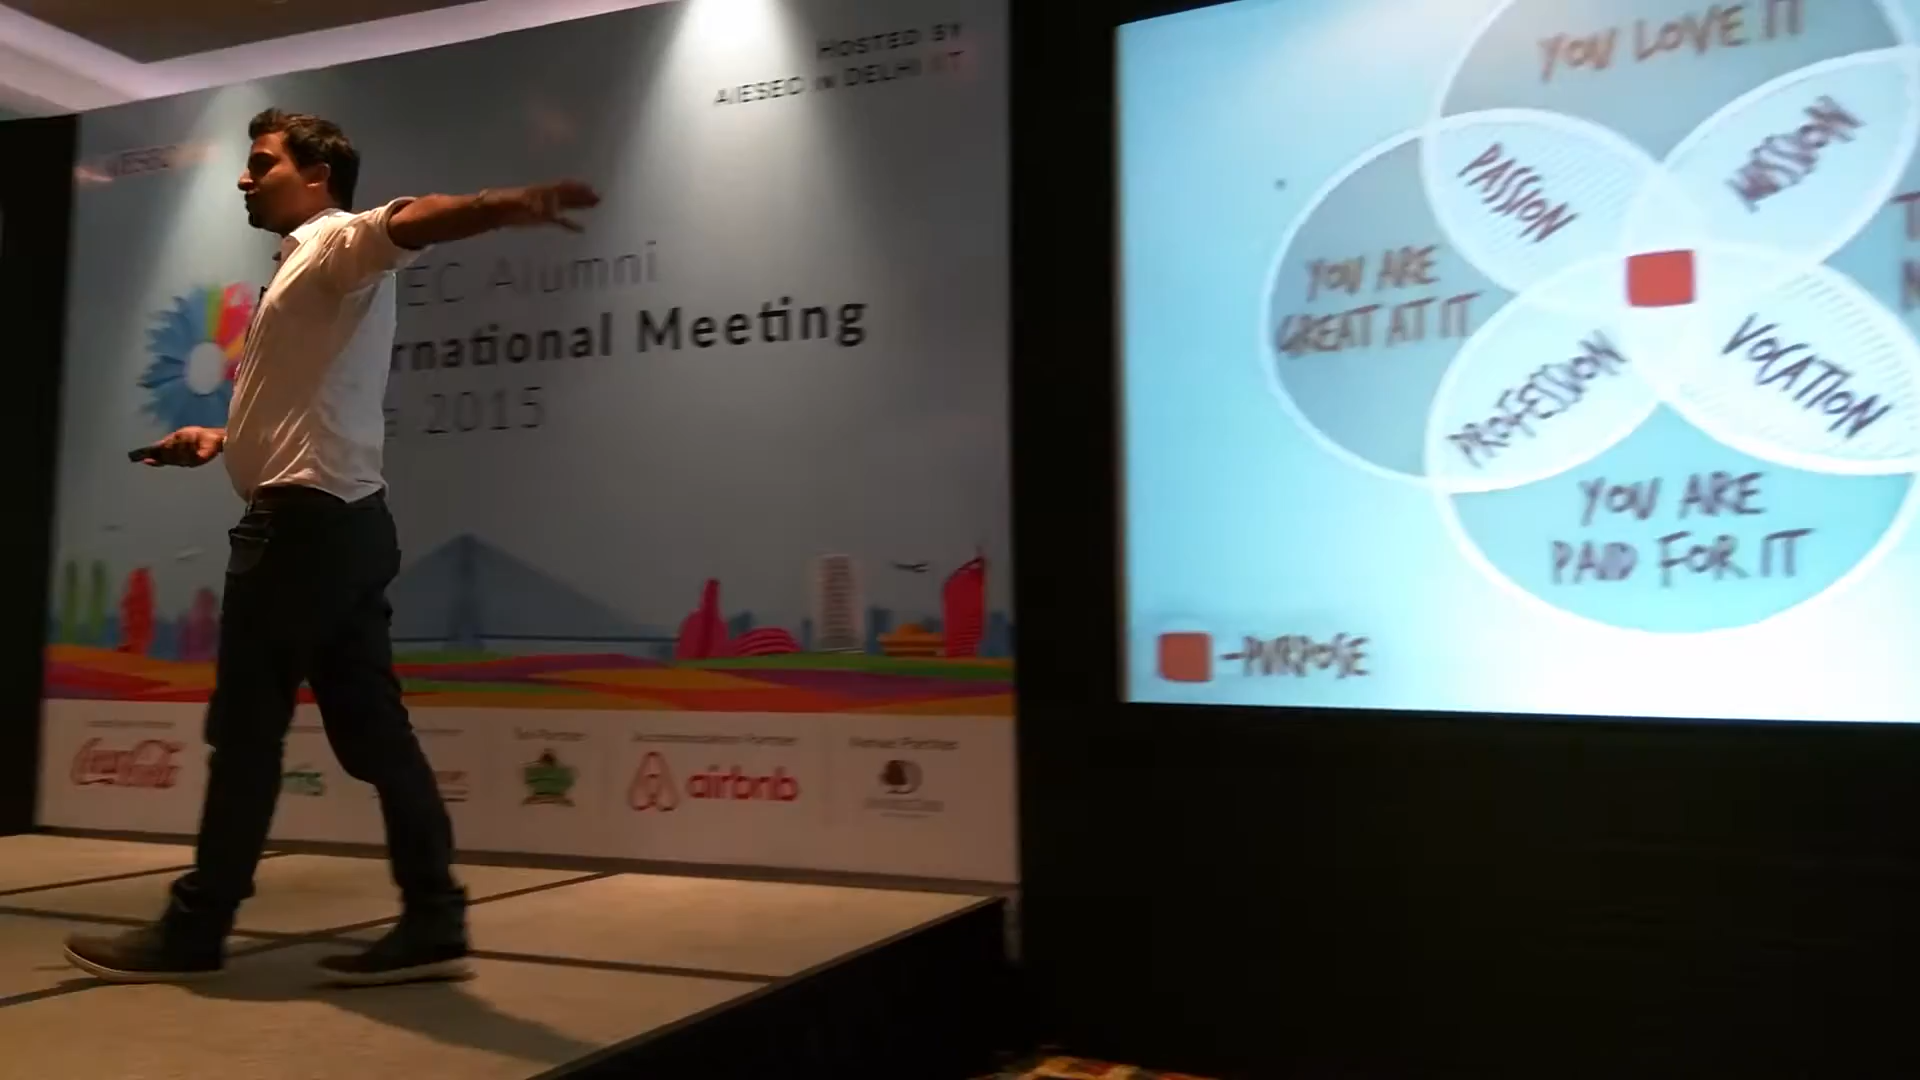 HOSTED BY
AIESEC IN DELHI IIT
AIESEC
EC Alumni
rnational Meeting
2015
Coca-Cola
airbnb
YOU LOVE IT
PASSION
MISSION
YOU ARE
GREAT AT IT
PROFESSION
VOCATION
YOU ARE
PAID FOR IT
-PURPOSE